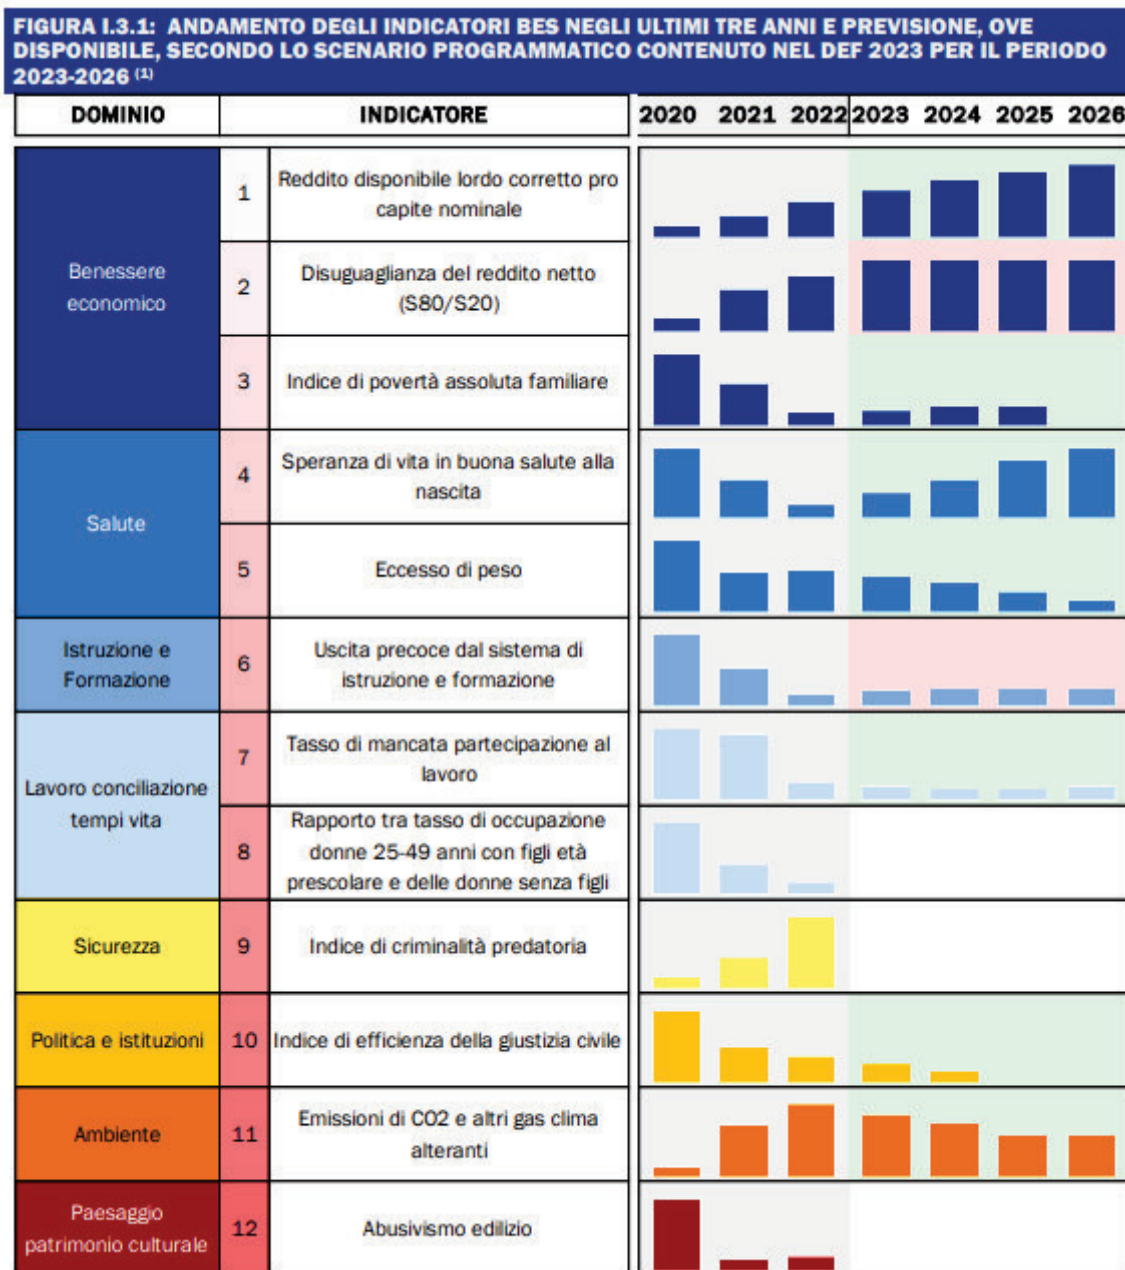 FIGURA I.3.1: ANDAMENTO DEGLI INDICATORI BES NEGLI ULTIMI TRE ANNI E PREVISIONE, OVE
DISPONIBILE, SECONDO LO SCENARIO PROGRAMMATICO CONTENUTO NEL DEF 2023 PER IL PERIODO
2023-2026 (1)
DOMINIO INDICATORE 2020 2021 2022 2023 2024 2025 2026
Benessere
economico
1
Reddito disponibile lordo corretto pro
capite nominale
2
Disuguaglianza del reddito netto
(S80/S20)
3
Indice di povertà assoluta familiare
Salute
4
Speranza di vita in buona salute alla
nascita
5
Eccesso di peso
Istruzione e
Formazione
6
Uscita precoce dal sistema di
istruzione e formazione
Lavoro conciliazione
tempi vita
7
Tasso di mancata partecipazione al
lavoro
8
Rapporto tra tasso di occupazione
donne 25-49 anni con figli età
prescolare e delle donne senza figli
Sicurezza
9
Indice di criminalità predatoria
Politica e istituzioni
10
Indice di efficienza della giustizia civile
Ambiente
11
Emissioni di CO2 e altri gas clima
alteranti
Paesaggio
patrimonio culturale
12
Abusivismo edilizio